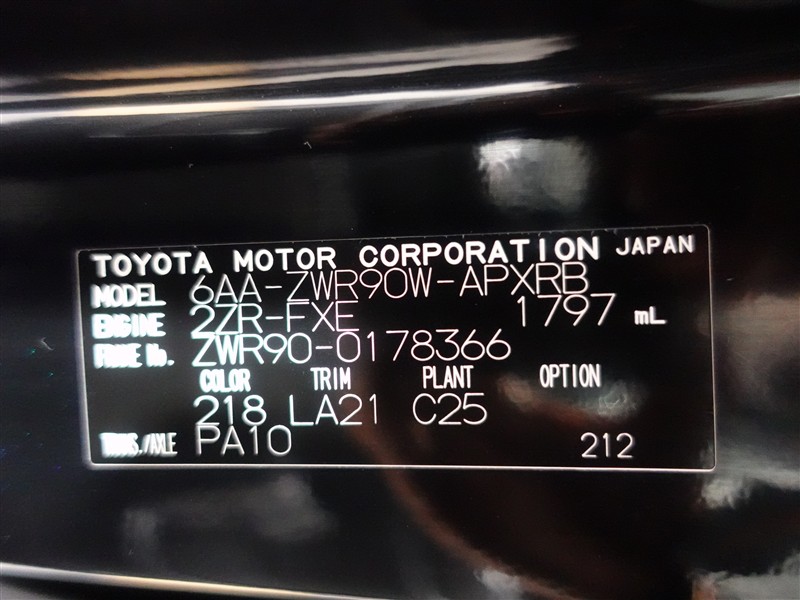 TOYOTA MOTOR CORPORATION JAPAN
MODEL 6AA-ZWR90W-APXRB
ENGINE 2ZR-FXE 1797 mL
FRAME No. ZWR90-0178366
COLOR TRIM PLANT OPTION
218 LA21 C25
TRANS./AXLE PA10 212